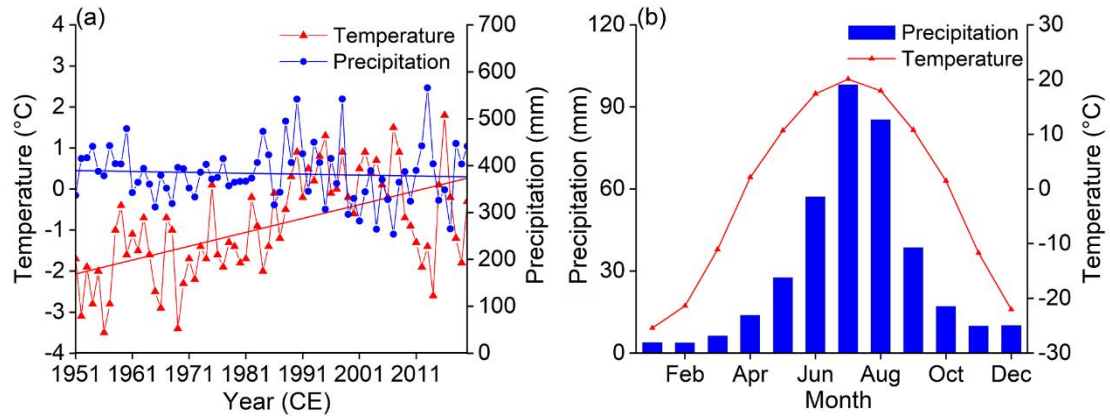 (a)
Temperature
Precipitation
Temperature (°C)
4
3
2
1
0
-1
-2
-3
-4
Precipitation (mm)
700
600
500
400
300
200
100
0
1951
1961
1971
1981
1991
2001
2011
Year (CE)
(b)
Precipitation
Temperature
Precipitation (mm)
120
90
60
30
0
Temperature (°C)
30
20
10
0
-10
-20
-30
Feb
Apr
Jun
Aug
Oct
Dec
Month